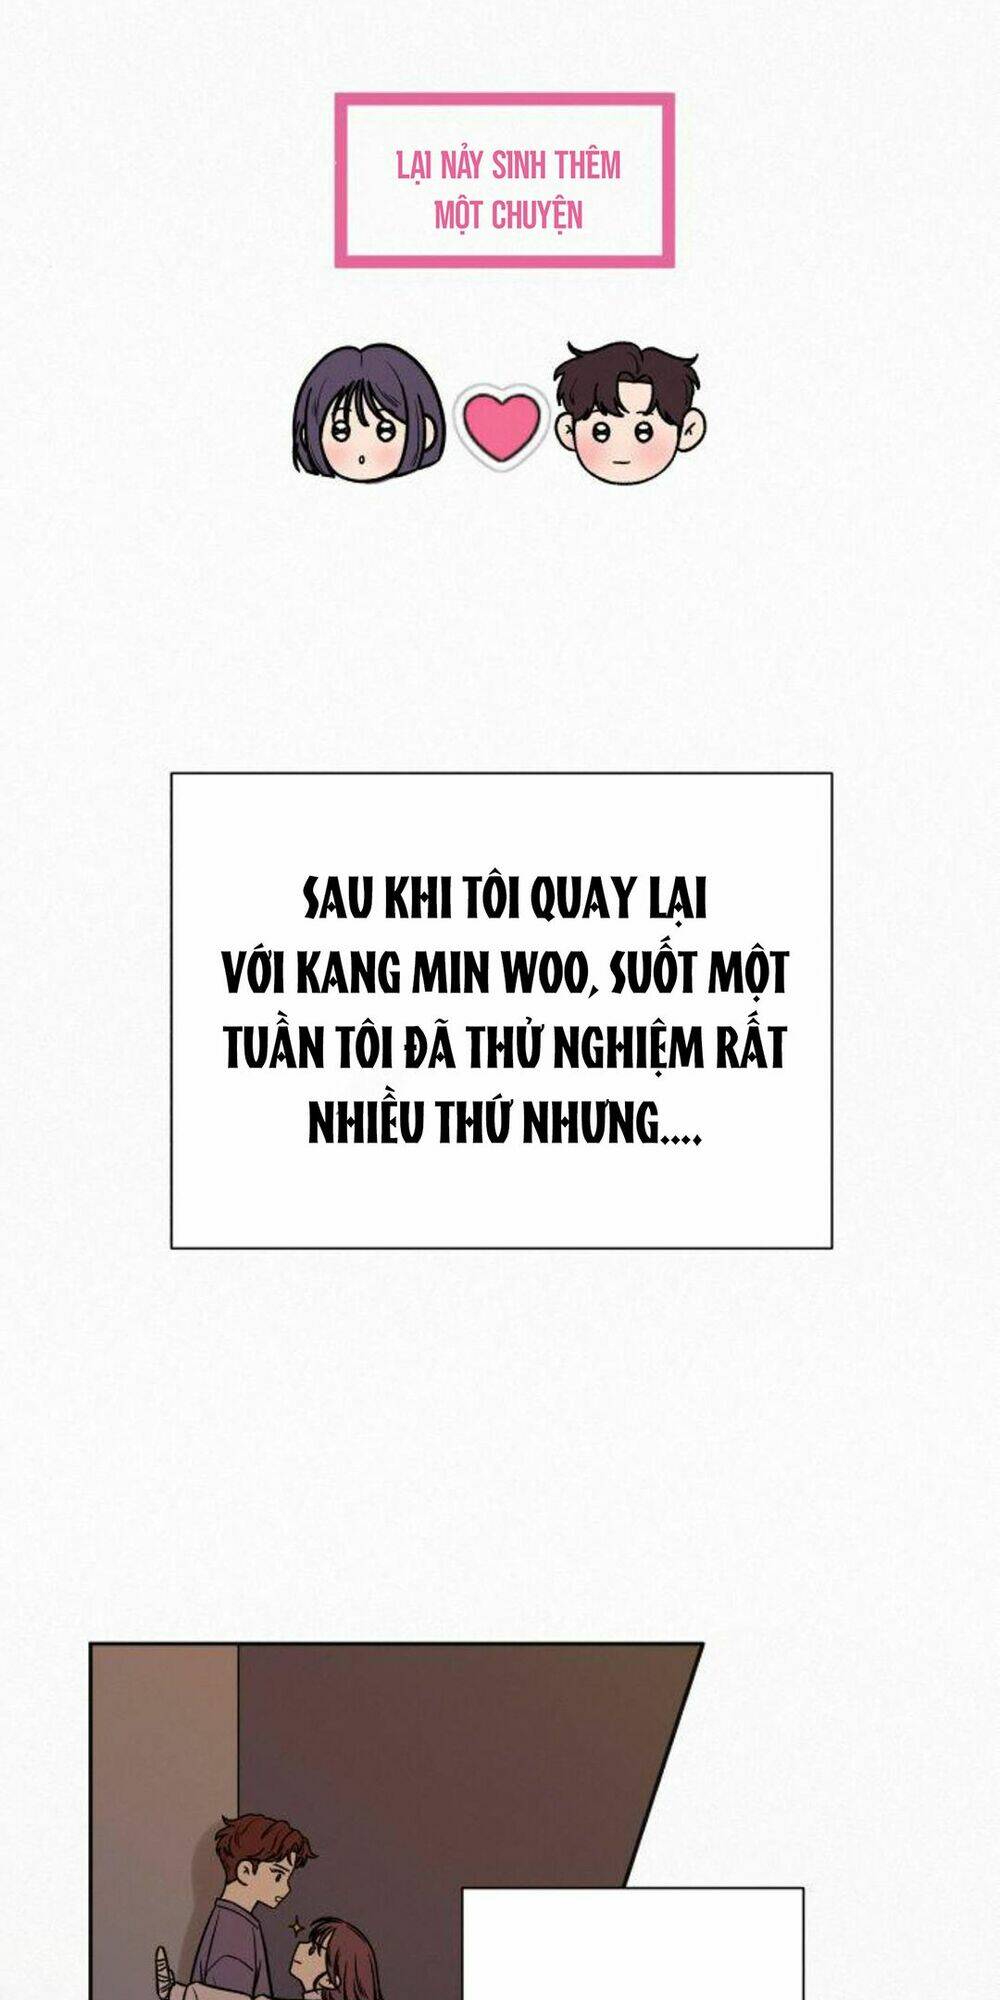 LẠI NẢY SINH THÊM
MỘT CHUYỆN
SAU KHI TÔI QUAY LẠI
VỚI KANG MIN WOO, SUỐT MỘT
TUẦN TÔI ĐÃ THỬ NGHIỆM RẤT
NHIỀU THỨ NHƯNG....